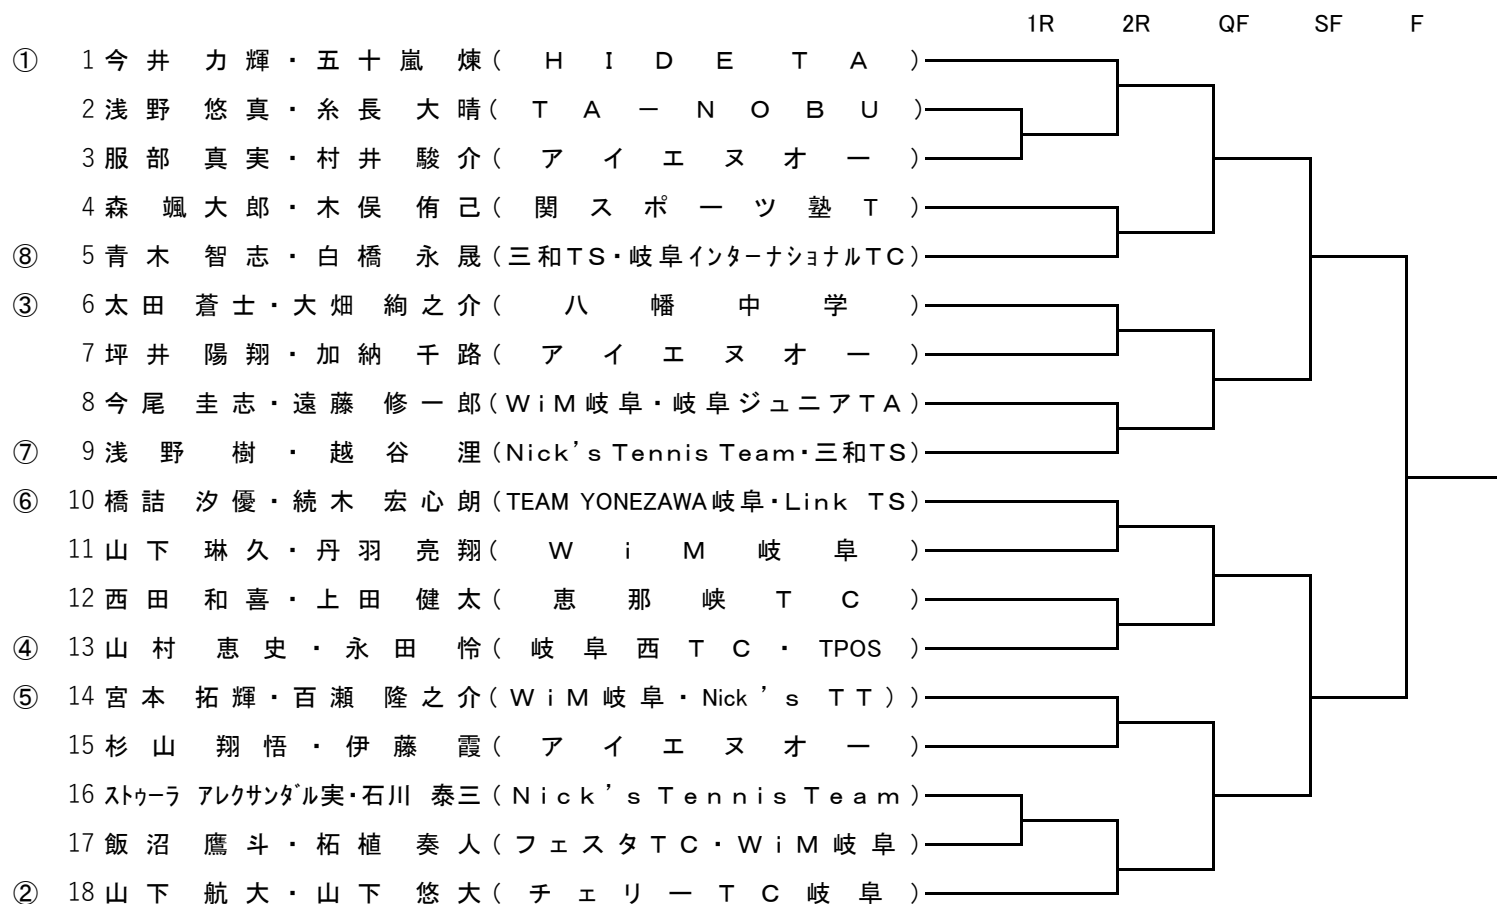 1R 2R QF SF F
① 1 今井 力輝・五十嵐 煉(HIDETA)
2 浅野 悠真・糸長 大晴(TA-NOBU)
3 服部 真実・村井 駿介(アイエヌオー)
4 森 颯大郎・木俣 侑己(関スポーツ塾T)
⑧ 5 青木 智志・白橋 永晟(三和TS・岐阜インターナショナルTC)
③ 6 太田 蒼士・大畑 絢之介(八幡中学)
7 坪井 陽翔・加納 千路(アイエヌオー)
8 今尾 圭志・遠藤 修一郎(WiM岐阜・岐阜ジュニアTA)
⑦ 9 浅野 樹・越谷 浬(Nick's Tennis Team・三和TS)
⑥ 10 橋詰 汐優・続木 宏心朗(TEAM YONEZAWA岐阜・Link TS)
11 山下 琳久・丹羽 亮翔(WiM岐阜)
12 西田 和喜・上田 健太(恵那峡TC)
④ 13 山村 恵史・永田 怜(岐阜西TC・TPOS)
⑤ 14 宮本 拓輝・百瀬 隆之介(WiM岐阜・Nick's TT))
15 杉山 翔悟・伊藤 霞(アイエヌオー)
16 ストゥーラ アレクサンダル実・石川 泰三(Nick's Tennis Team)
17 飯沼 鷹斗・柘植 奏人(フェスタTC・WiM岐阜)
② 18 山下 航大・山下 悠大(チェリーTC岐阜)